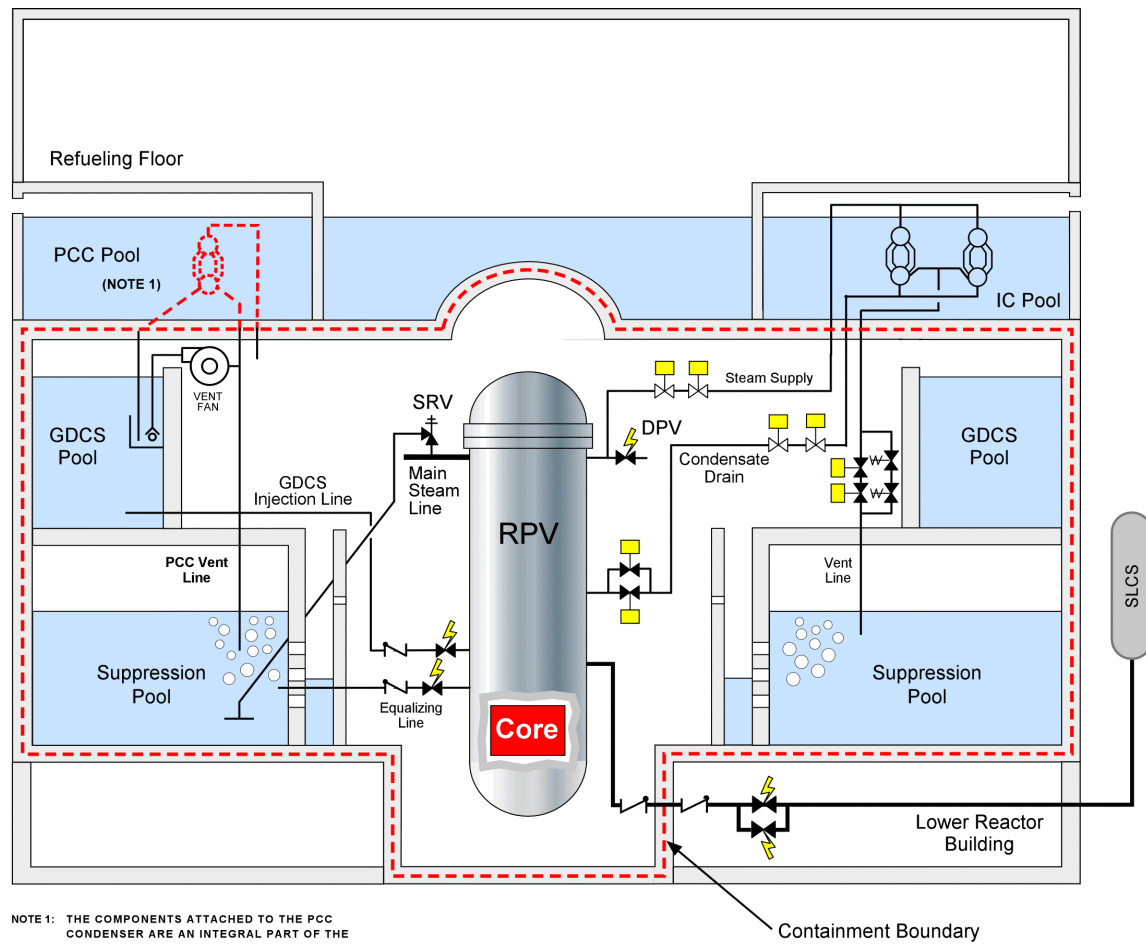 Refueling Floor
PCC Pool
(NOTE 1)
IC Pool
VENT
FAN
SRV
DPV
Steam Supply
GDCS
Pool
Main
Steam
Line
Condensate
Drain
GDCS
Pool
GDCS
Injection Line
RPV
PCC Vent
Line
Vent
Line
SLCS
Suppression
Pool
Suppression
Pool
Equalizing
Line
Core
Lower Reactor
Building
NOTE 1: THE COMPONENTS ATTACHED TO THE PCC
CONDENSER ARE AN INTEGRAL PART OF THE
Containment Boundary